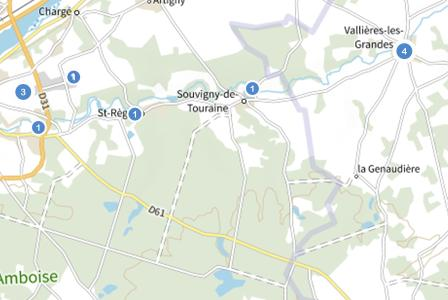 Chargé
Artigny
Vallières-les-
Grandes
4
3
1
D31
1
Souvigny-de-
Touraine
1
St-Règle
1
la Genaudière
D61
Amboise